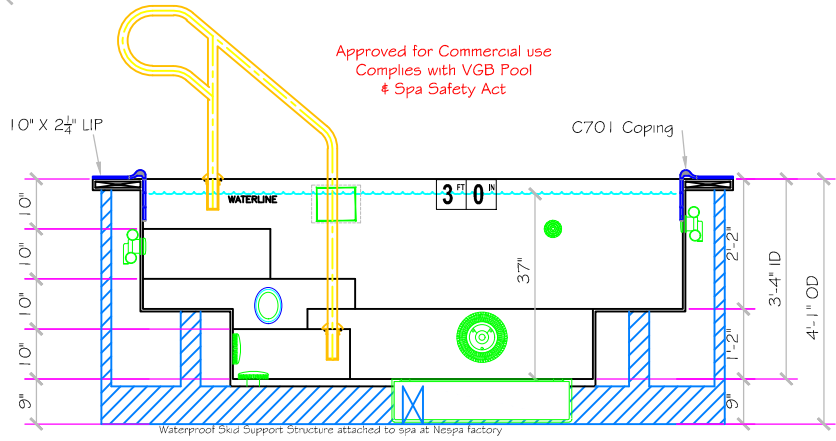 Approved for Commercial use
Complies with VGB Pool
& Spa Safety Act
10" X 2¼" LIP
C701 Coping
WATERLINE
3 FT 0 IN
10"
10"
10"
10"
9"
37"
2'-2"
1'-2"
9"
3'-4" ID
4'-1" OD
Waterproof Skid Support Structure attached to spa at Nespa factory